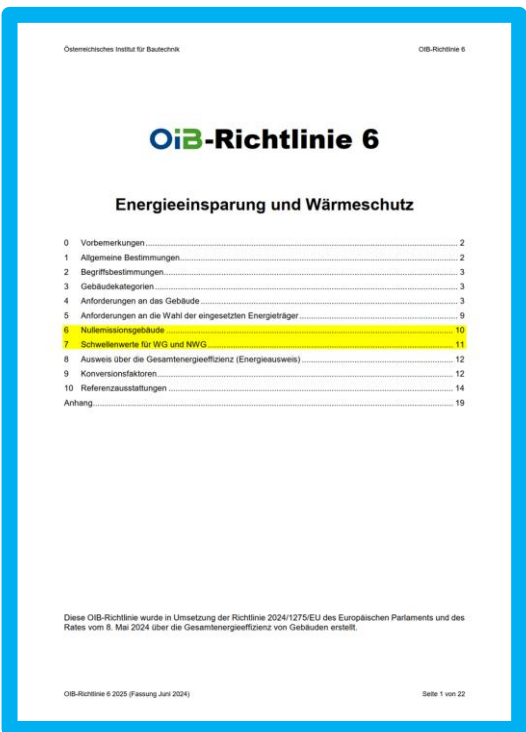 Österreichisches Institut für Bautechnik OIB-Richtlinie 6
OiB-Richtlinie 6
Energieeinsparung und Wärmeschutz
0 Vorbemerkungen 2
1 Allgemeine Bestimmungen 2
2 Begriffsbestimmungen 3
3 Gebäudekategorien 3
4 Anforderungen an das Gebäude 3
5 Anforderungen an die Wahl der eingesetzten Energieträger 9
6 Nullemissionsgebäude 10
7 Schwellenwerte für WG und NWG 11
8 Ausweis über die Gesamtenergieeffizienz (Energieausweis) 12
9 Konversionsfaktoren 12
10 Referenzausstattungen 14
Anhang 19
Diese OIB-Richtlinie wurde in Umsetzung der Richtlinie 2024/1275/EU des Europäischen Parlaments und des
Rates vom 8. Mai 2024 über die Gesamtenergieeffizienz von Gebäuden erstellt.
OIB-Richtlinie 6 2025 (Fassung Juni 2024) Seite 1 von 22